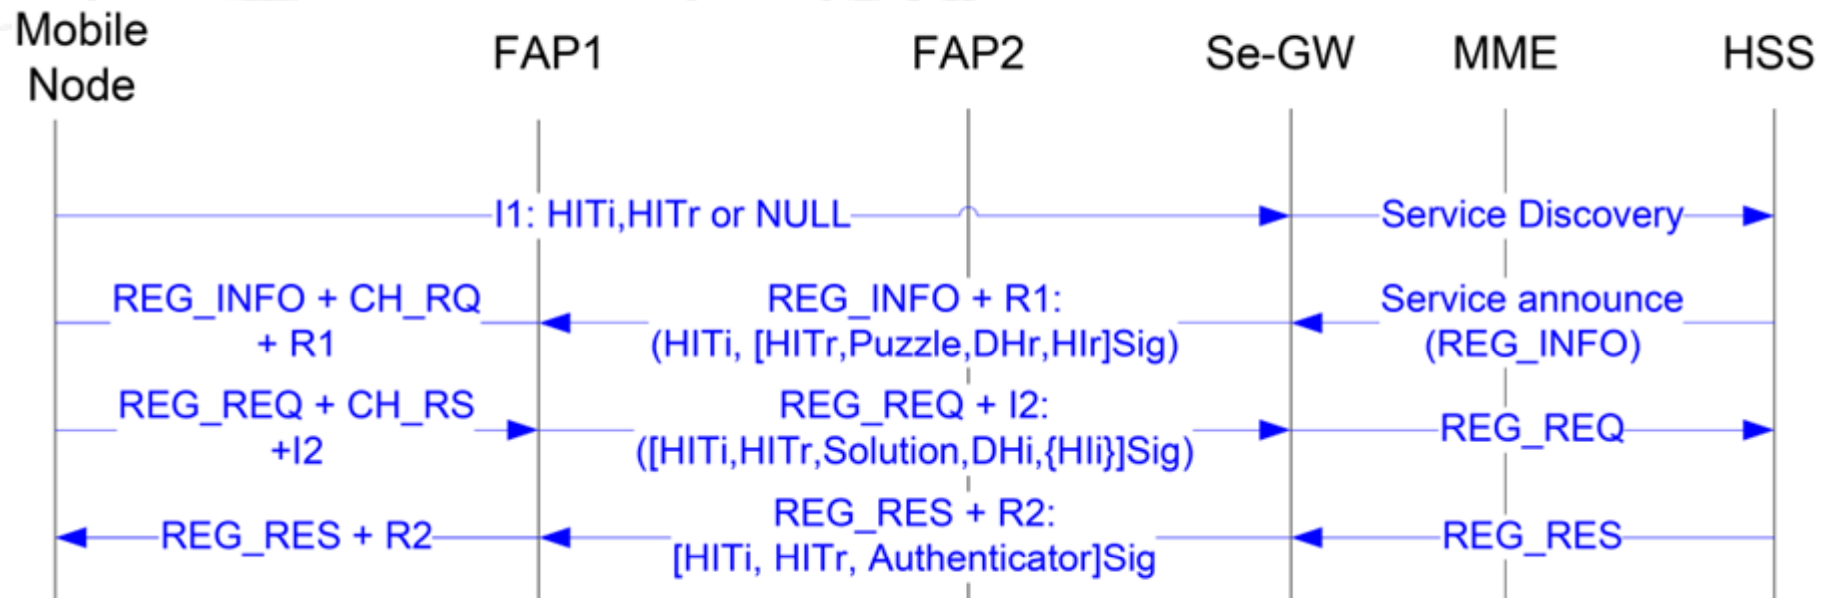 Mobile
Node
FAP1
FAP2
Se-GW
MME
HSS
I1: HITi,HITr or NULL
Service Discovery
REG_INFO + CH_RQ
+ R1
REG_INFO + R1:
(HITi, [HITr,Puzzle,DHr,HIr]Sig)
Service announce
(REG_INFO)
REG_REQ + CH_RS
+I2
REG_REQ + I2:
([HITi,HITr,Solution,DHi,{HIi}]Sig)
REG_REQ
REG_RES + R2
REG_RES + R2:
[HITi, HITr, Authenticator]Sig
REG_RES